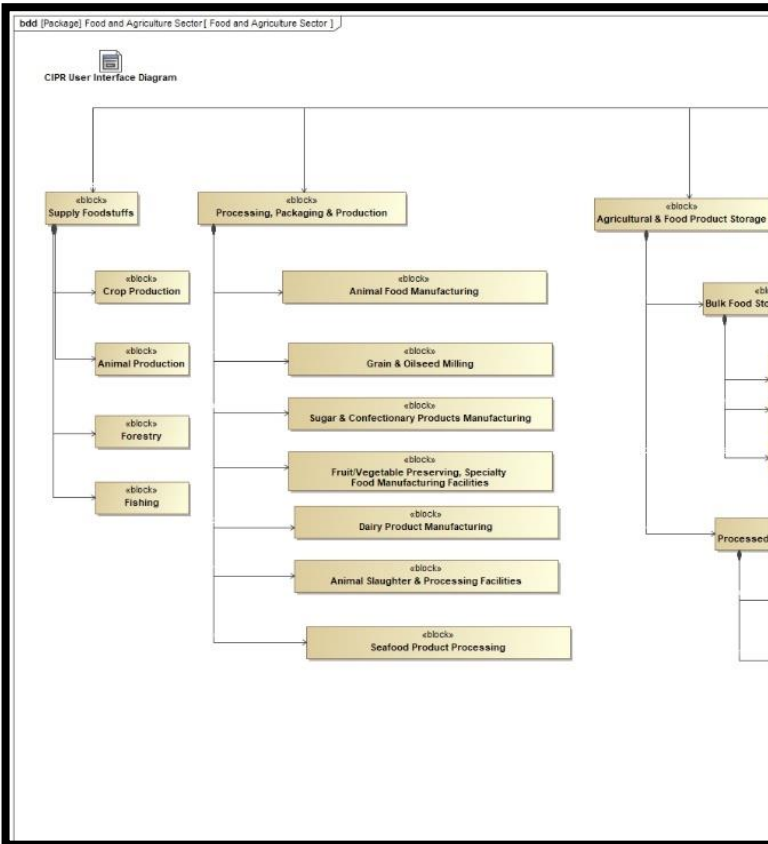 bdd [Package] Food and Agriculture Sector [ Food and Agriculture Sector ]
CIPR User Interface Diagram
«block»
Supply Foodstuffs
«block»
Crop Production
«block»
Animal Production
«block»
Forestry
«block»
Fishing
«block»
Processing, Packaging & Production
«block»
Animal Food Manufacturing
«block»
Grain & Oilseed Milling
«block»
Sugar & Confectionary Products Manufacturing
«block»
Fruit/Vegetable Preserving, Specialty
Food Manufacturing Facilities
«block»
Dairy Product Manufacturing
«block»
Animal Slaughter & Processing Facilities
«block»
Seafood Product Processing
«block»
Agricultural & Food Product Storage
Bulk Food
Processed